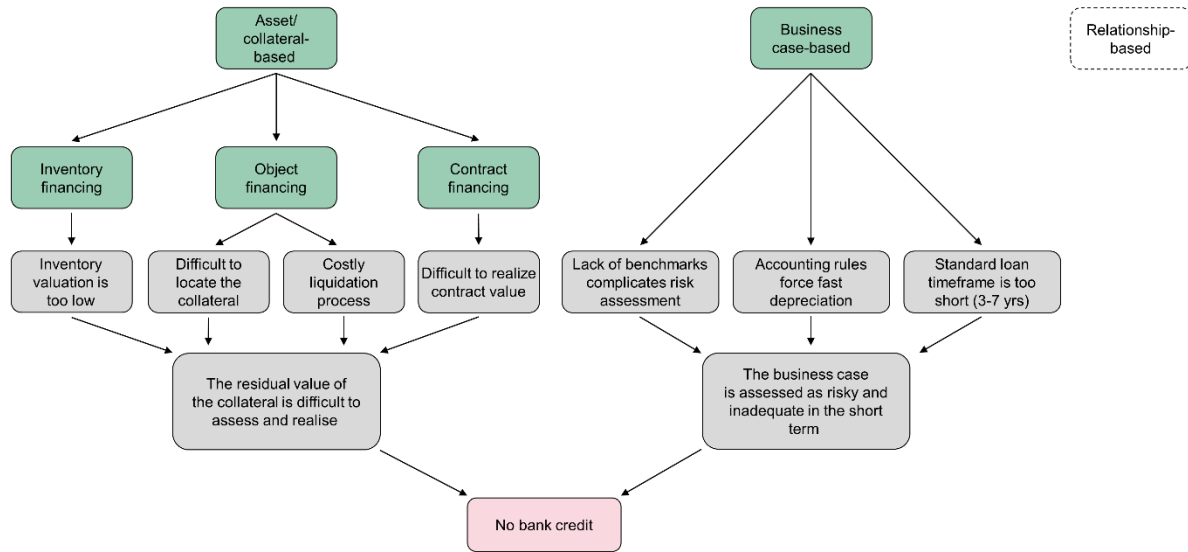 Asset/
collateral-
based
Business
case-based
Relationship-
based
Inventory
financing
Object
financing
Contract
financing
Inventory
valuation is
too low
Difficult to
locate the
collateral
Costly
liquidation
process
Difficult to realize
contract value
Lack of benchmarks
complicates risk
assessment
Accounting rules
force fast
depreciation
Standard loan
timeframe is too
short (3-7 yrs)
The residual value of
the collateral is difficult to
assess and realise
The business case
is assessed as risky and
inadequate in the short
term
No bank credit